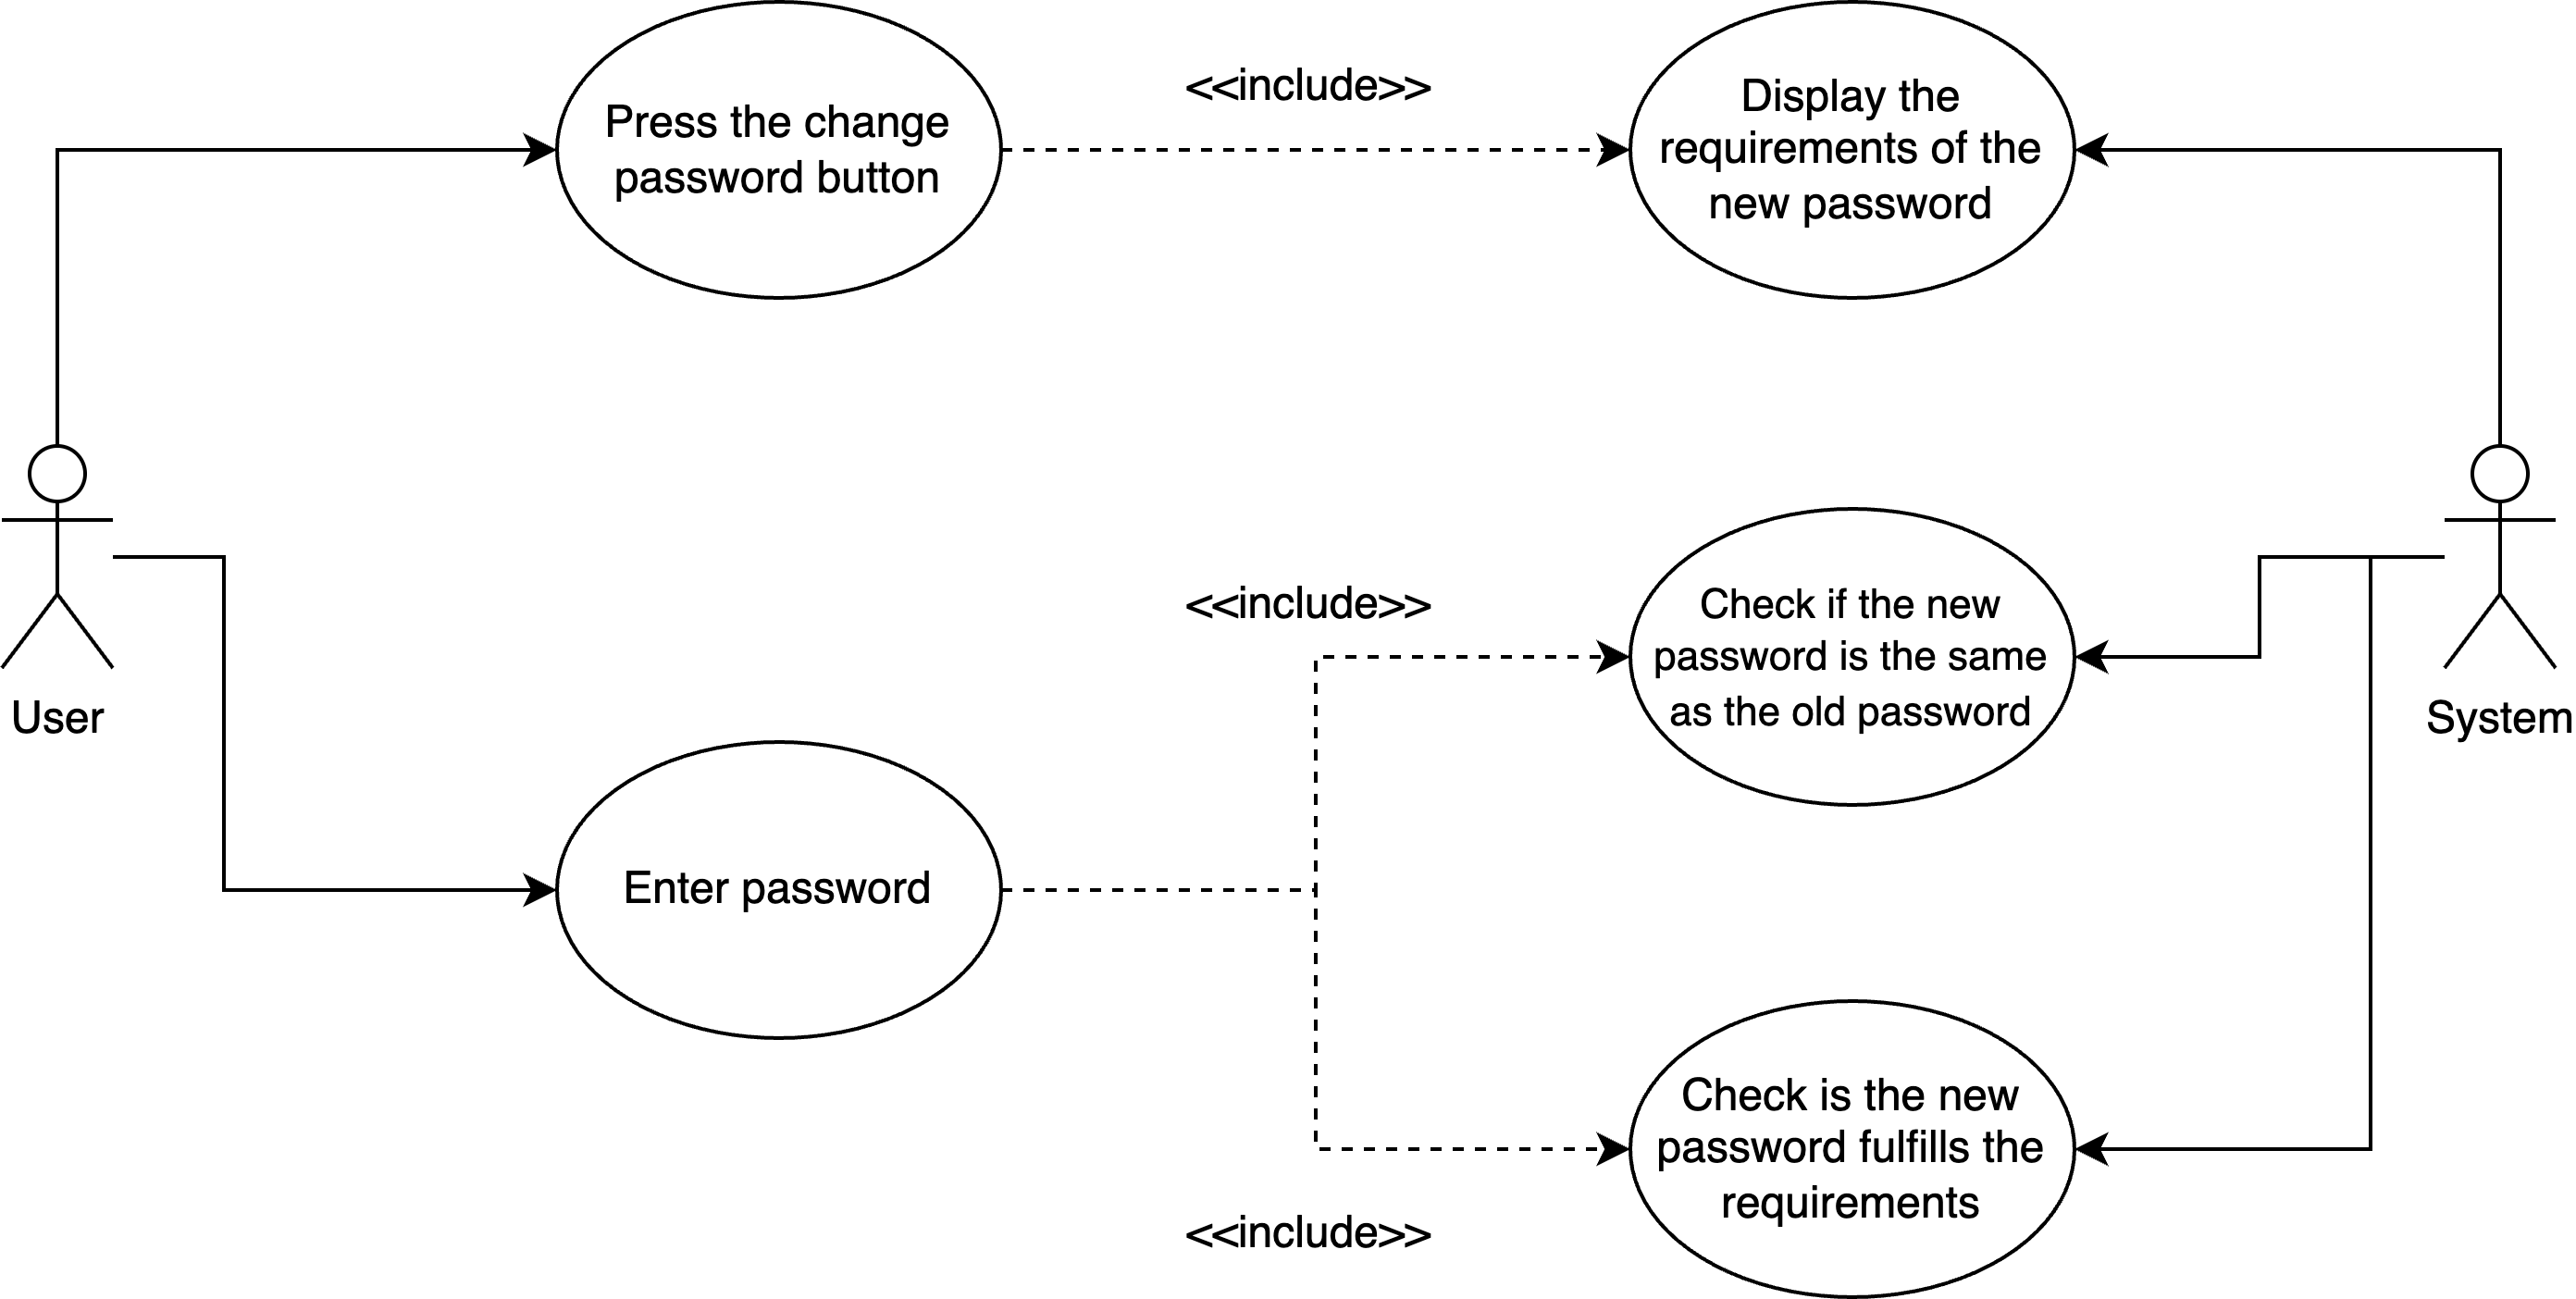 Press the change
password button
<<include>>
Display the
requirements of the
new password
User
<<include>>
Check if the new
password is the same
as the old password
System
Enter password
Check is the new
password fulfills the
requirements
<<include>>